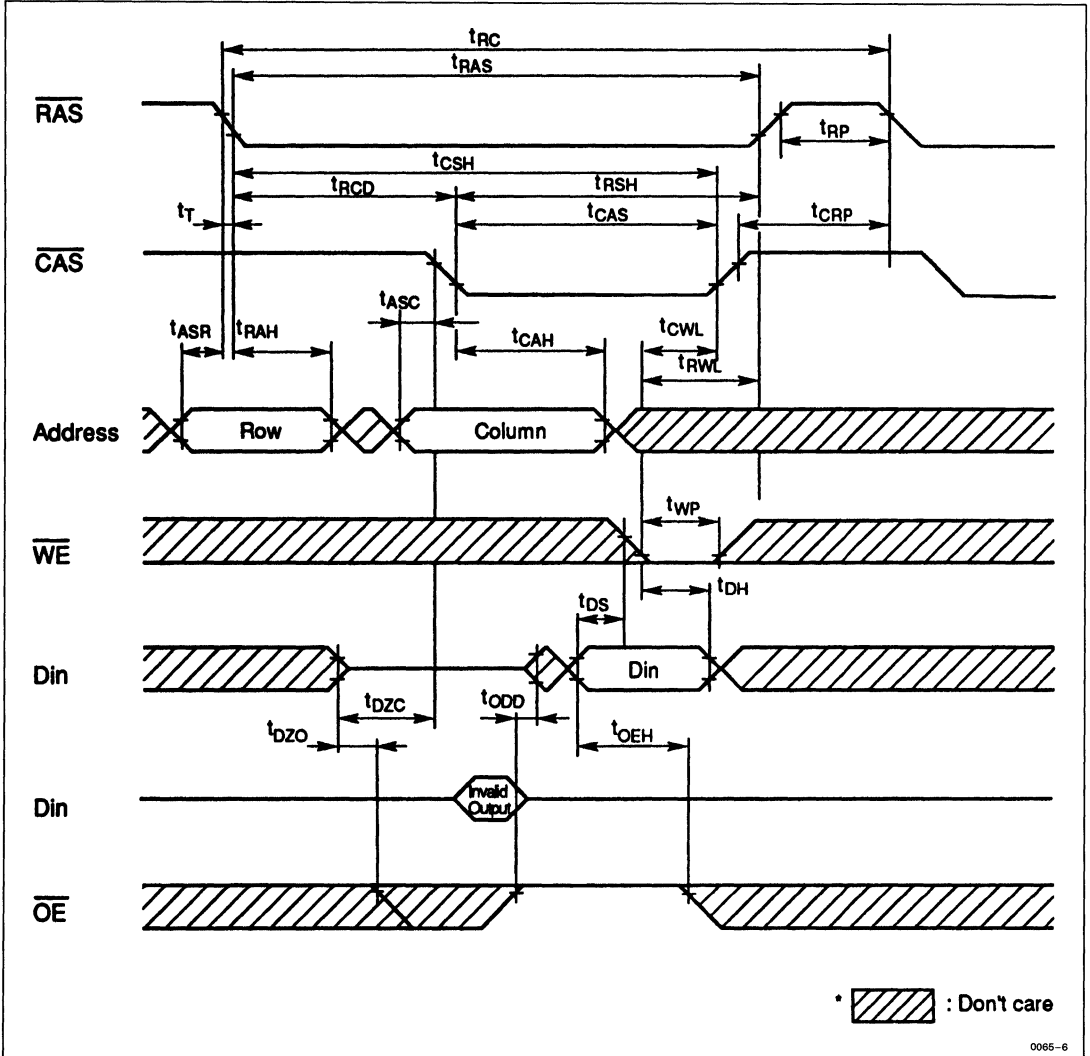 tRC
tRAS
RAS
tRP
tCSH
tRCD
tRSH
tT
tCAS
tCRP
CAS
tASC
tASR
tRAH
tCAH
tCWL
tRWL
Address
Row
Column
tWP
WE
tDS
tDH
Din
Din
tDZC
tODD
tDZO
tOEH
Din
Invalid
Output
OE
* : Don't care
0065-6